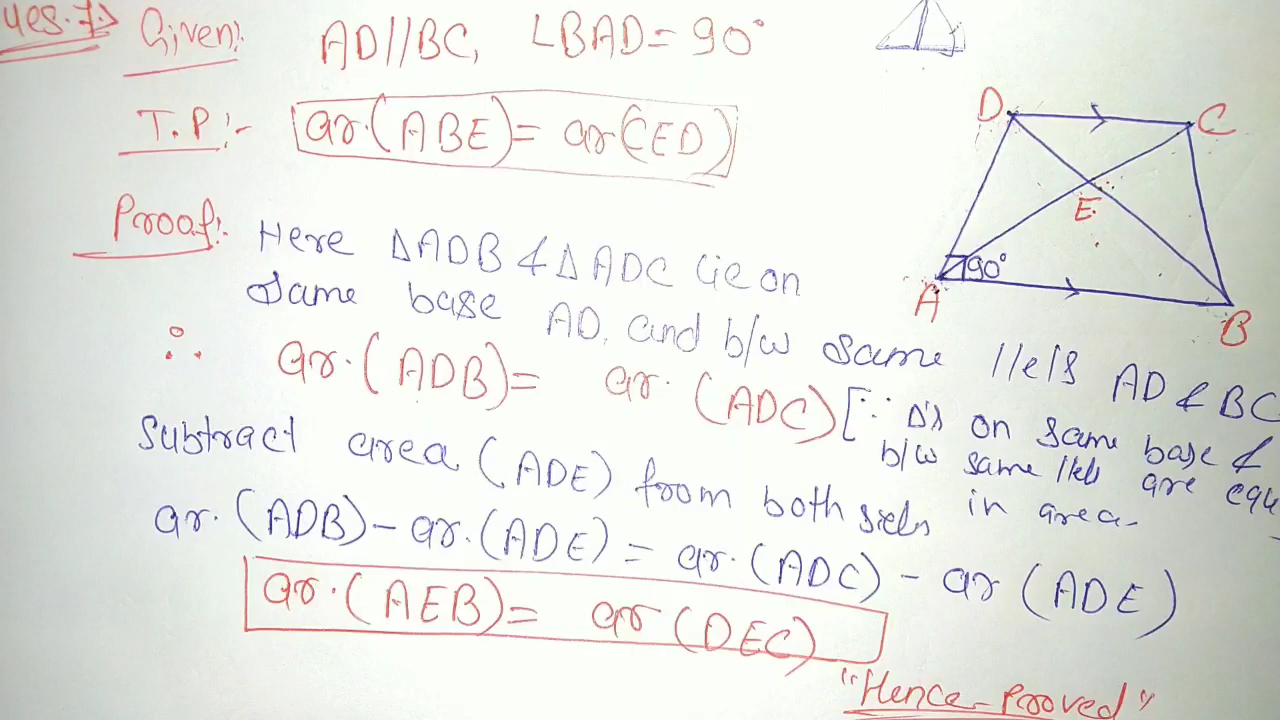 Ques.7.> Given:  AD//BC, ∠BAD = 90°
T.P:- ar.(ABE) = ar(CED)
Proof: Here ΔADB & ΔADC lie on
same base AD, and b/w same //els AD & BC
∴ ar.(ADB) = ar.(ADC) [∵ Δ's on same base &
b/w same //els are equ
in area.
Subtract area (ADE) from both sides
ar.(ADB) - ar.(ADE) = ar.(ADC) - ar (ADE)
ar.(AEB) = ar(DEC)
"Hence Proved"
D
C
E
90°
A
B